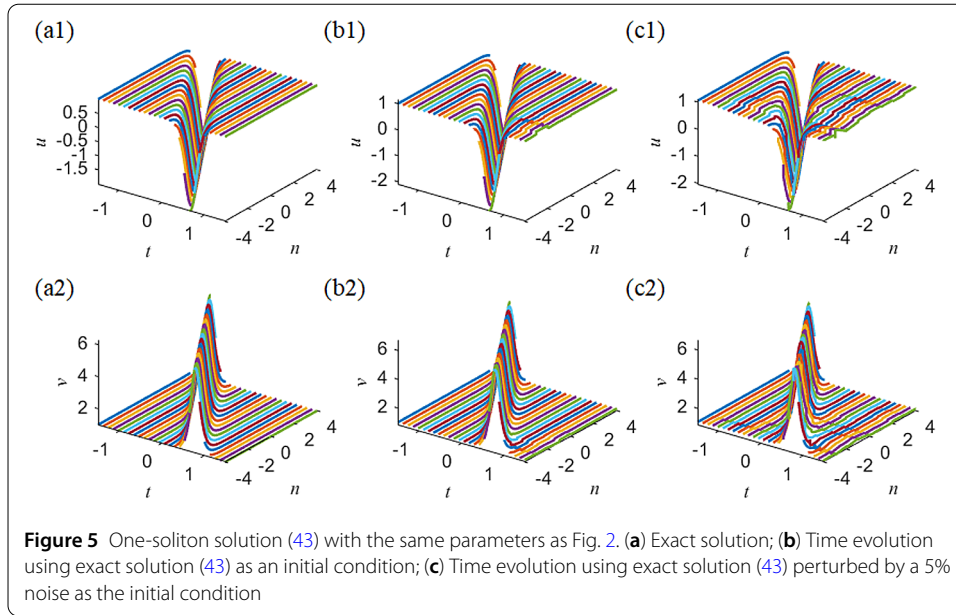 (a1) (b1) (c1)
0.5 0 -0.5 -1 -1.5
u
-1 0 1
t
-4 -2 0 2 4
n
1 0 -1 -2
u
-1 0 1
t
-4 -2 0 2 4
n
1 0 -1 -2
u
-1 0 1
t
-4 -2 0 2 4
n
(a2) (b2) (c2)
6 4 2
v
-1 0 1
t
-4 -2 0 2 4
n
6 4 2
v
-1 0 1
t
-4 -2 0 2 4
n
6 4 2
v
-1 0 1
t
-4 -2 0 2 4
n
Figure 5 One-soliton solution (43) with the same parameters as Fig. 2. (a) Exact solution; (b) Time evolution
using exact solution (43) as an initial condition; (c) Time evolution using exact solution (43) perturbed by a 5%
noise as the initial condition